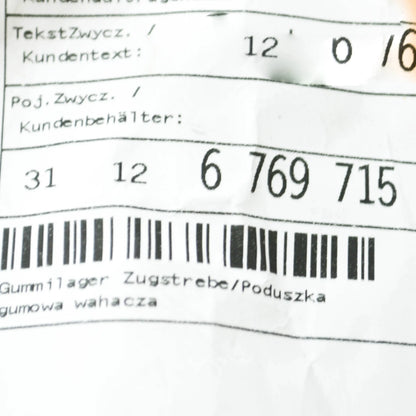 TekstZwycz. /
Kundentext: 12 0 /6
Poj.Zwycz. /
Kundenbehälter:
31 12 6 769 715
Gummilager Zugstrebe/Poduszka
gumowa wahacza